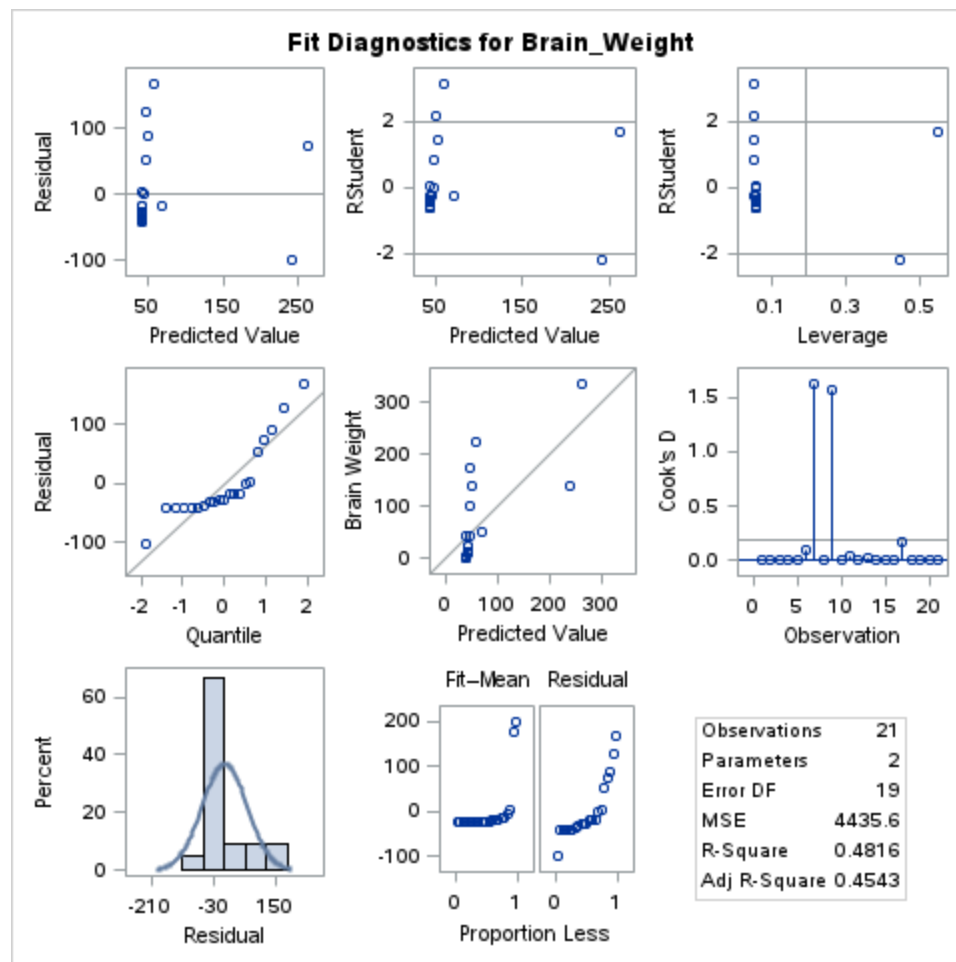 Fit Diagnostics for Brain_Weight
Residual
100
0
-100
50 150 250
Predicted Value
RStudent
2
0
-2
50 150 250
Predicted Value
RStudent
2
0
-2
0.1 0.3 0.5
Leverage
Residual
100
0
-100
-2 -1 0 1 2
Quantile
Brain Weight
300
200
100
0
0 100 200 300
Predicted Value
Cook's D
1.5
1.0
0.5
0.0
0 5 10 15 20
Observation
Percent
60
40
20
0
-210 -30 150
Residual
Fit–Mean Residual
200
100
0
-100
0 1 0 1
Proportion Less
Observations 21
Parameters 2
Error DF 19
MSE 4435.6
R-Square 0.4816
Adj R-Square 0.4543